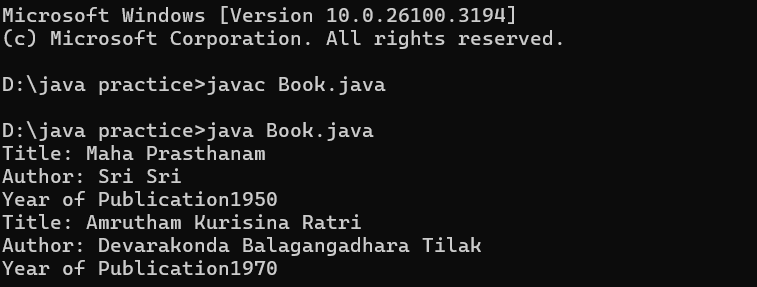 Microsoft Windows [Version 10.0.26100.3194]
(c) Microsoft Corporation. All rights reserved.
D:\java practice>javac Book.java
D:\java practice>java Book.java
Title: Maha Prasthanam
Author: Sri Sri
Year of Publication1950
Title: Amrutham Kurisina Ratri
Author: Devarakonda Balagangadhara Tilak
Year of Publication1970